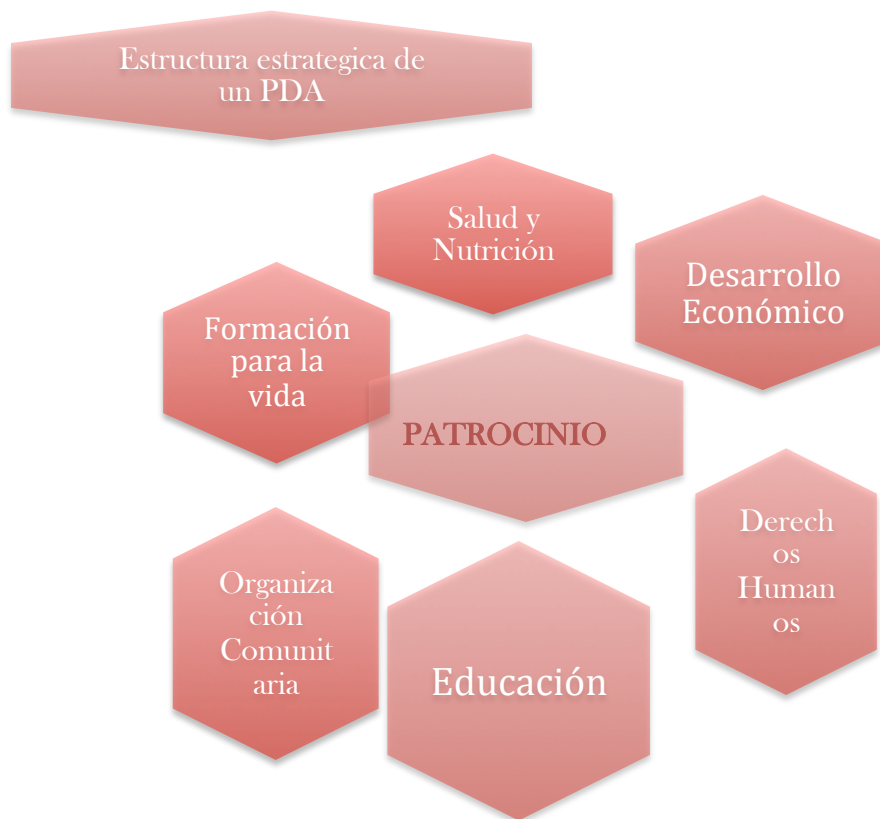 Estructura estrategica de
un PDA
Salud y
Nutrición
Desarrollo
Económico
Formación
para la
vida
PATROCINIO
Derech
os
Human
os
Organiza
ción
Comunit
aria
Educación